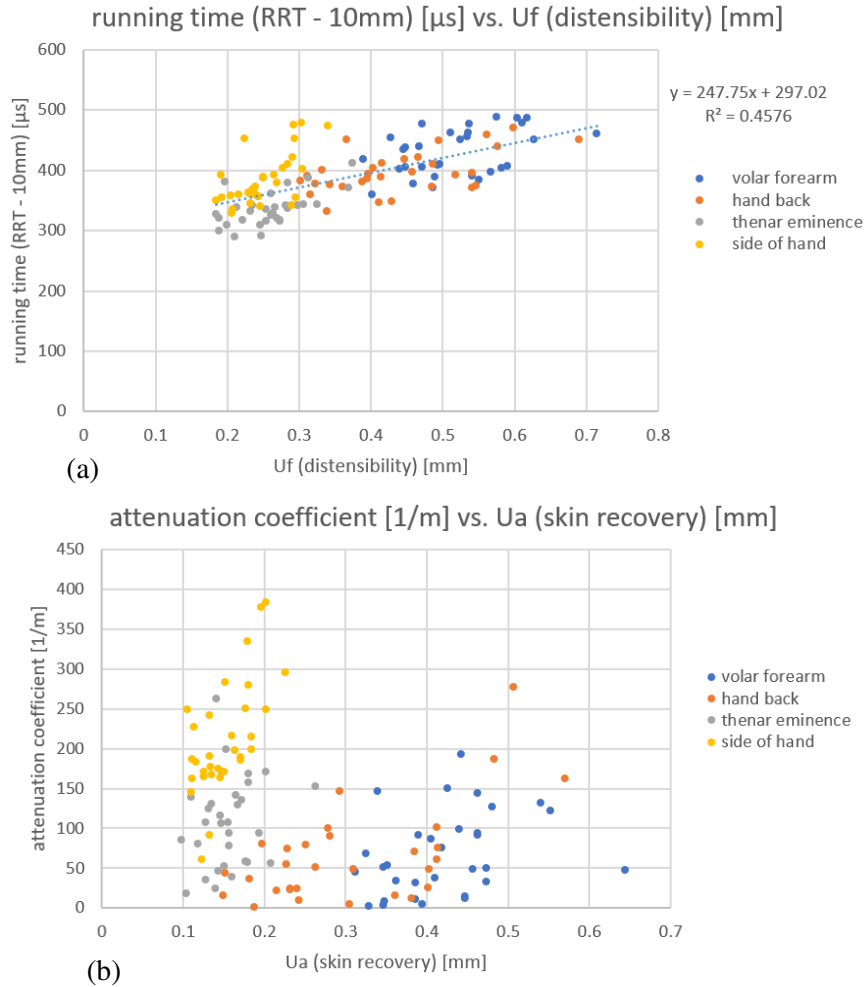 running time (RRT - 10mm) [µs] vs. Uf (distensibility) [mm]
600
500
400
300
200
100
0
running time (RRT - 10mm) [µs]
0 0.1 0.2 0.3 0.4 0.5 0.6 0.7 0.8
Uf (distensibility) [mm]
y = 247.75x + 297.02
R² = 0.4576
volar forearm
hand back
thenar eminence
side of hand
(a)
attenuation coefficient [1/m] vs. Ua (skin recovery) [mm]
450
400
350
300
250
200
150
100
50
0
attenuation coefficient [1/m]
0 0.1 0.2 0.3 0.4 0.5 0.6 0.7
Ua (skin recovery) [mm]
volar forearm
hand back
thenar eminence
side of hand
(b)